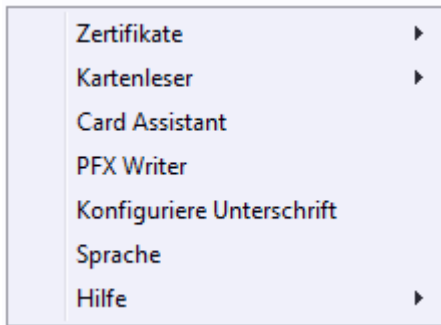 Zertifikate
Kartenleser
Card Assistant
PFX Writer
Konfiguriere Unterschrift
Sprache
Hilfe